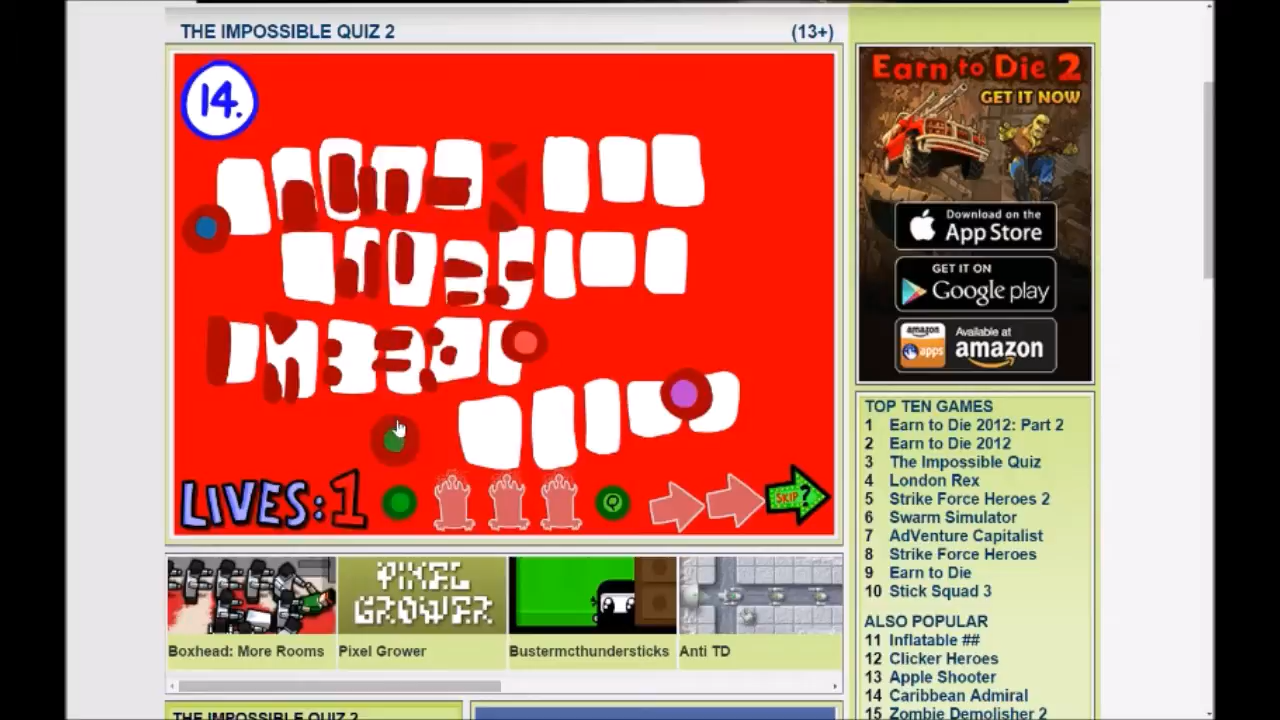 THE IMPOSSIBLE QUIZ 2 (13+)
14.
LIVES:1
SKIP?
Earn to Die 2
GET IT NOW
Download on the
App Store
GET IT ON
Google play
Available at
amazon
amazon
apps
TOP TEN GAMES
1 Earn to Die 2012: Part 2
2 Earn to Die 2012
3 The Impossible Quiz
4 London Rex
5 Strike Force Heroes 2
6 Swarm Simulator
7 AdVenture Capitalist
8 Strike Force Heroes
9 Earn to Die
10 Stick Squad 3
ALSO POPULAR
11 Inflatable ##
12 Clicker Heroes
13 Apple Shooter
14 Caribbean Admiral
15 Zombie Demolisher 2
PIXEL
GROWER
Boxhead: More Rooms Pixel Grower Bustermcthundersticks Anti TD
THE IMPOSSIBLE QUIZ 2